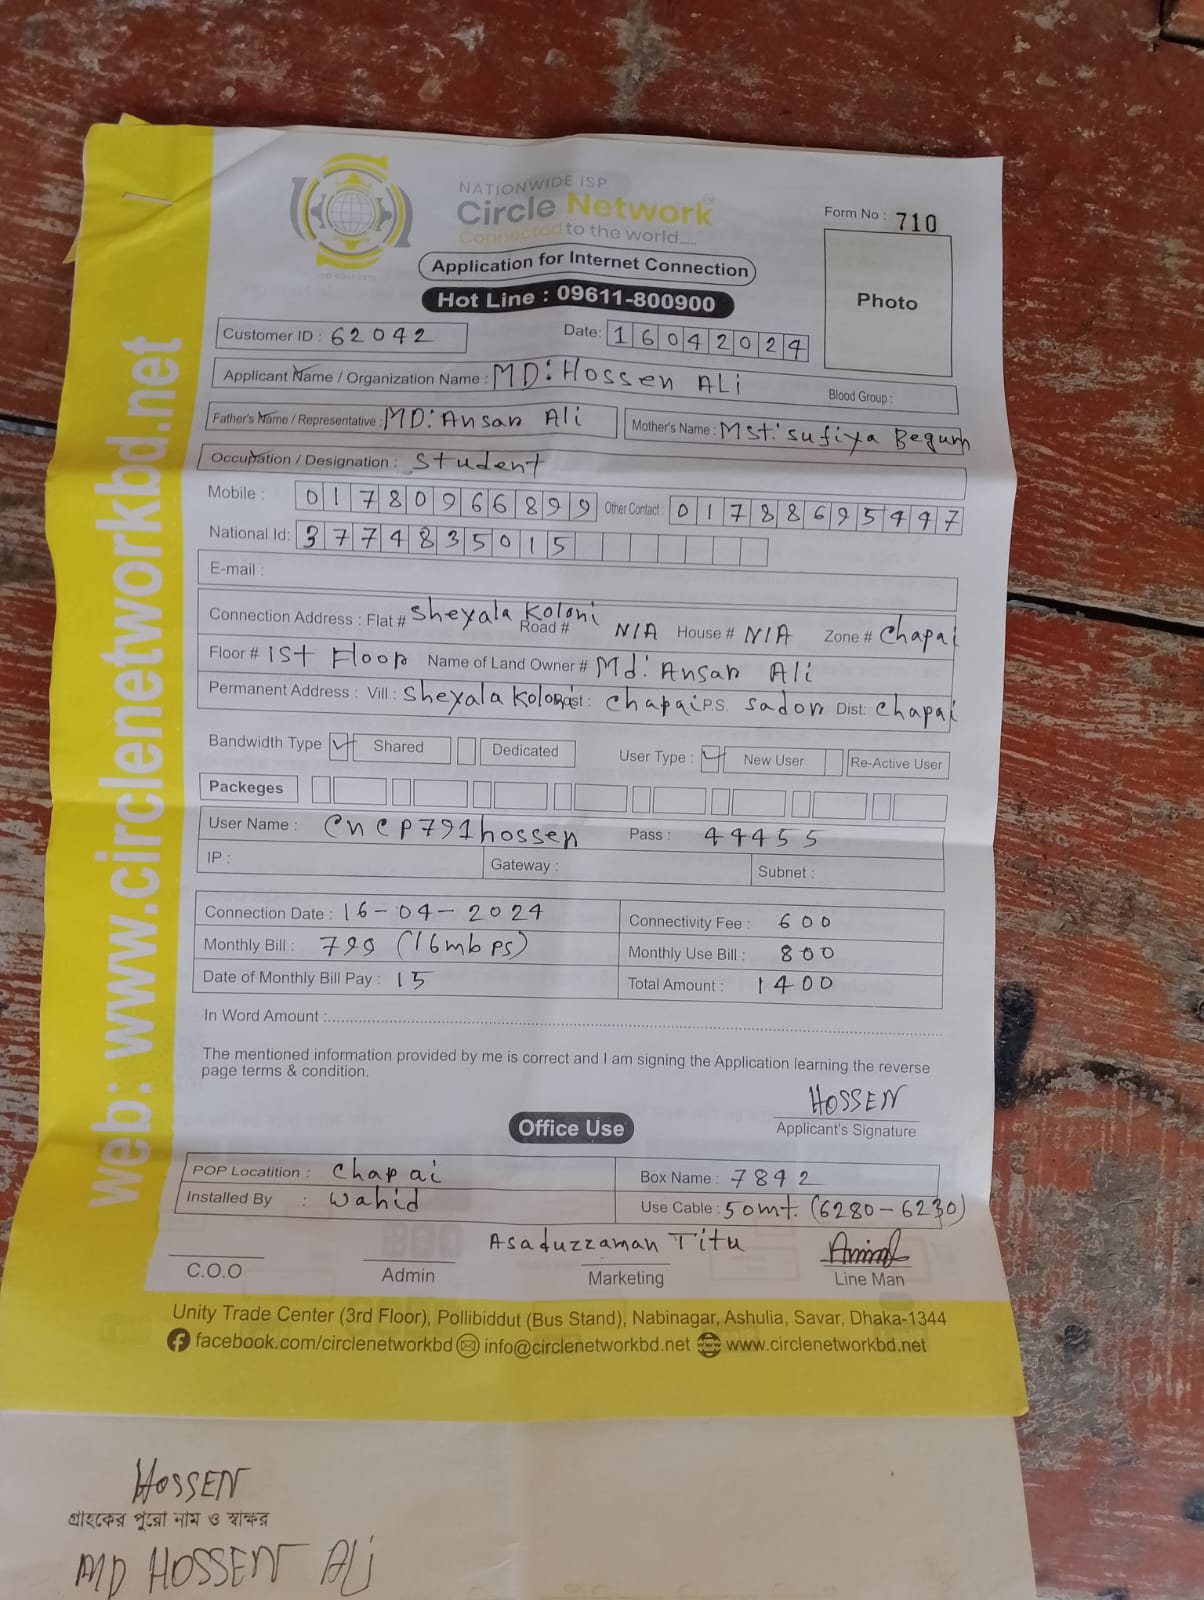 NATIONWIDE ISP
Circle Network™
Connected to the world.....
Form No : 710
Application for Internet Connection
Hot Line : 09611-800900
Photo
Customer ID : 62042 Date: 16042024
Applicant Name / Organization Name : MD: Hossen ALi Blood Group :
Father's Name / Representative : MD: Ansar Ali Mother's Name : Mst: sufiya Begum
Occupation / Designation : Student
Mobile : 01780966899 Other Contact : 01788695447
National Id: 3774835015
E-mail :
Connection Address : Flat # Sheyala Koloni Road # N/A House # N/A Zone # Chapai
Floor # 1St Floor Name of Land Owner # Md: Ansar Ali
Permanent Address : Vill : Sheyala Koloni Post : Chapai P.S. Sador Dist: Chapai
Bandwidth Type Shared Dedicated User Type : New User Re-Active User
Packeges
User Name : CnCp791hossen Pass : 44455
IP : Gateway : Subnet :
Connection Date : 16-04-2024 Connectivity Fee : 600
Monthly Bill : 799 (16mbps) Monthly Use Bill : 800
Date of Monthly Bill Pay : 15 Total Amount : 1400
In Word Amount :
The mentioned information provided by me is correct and I am signing the Application learning the reverse
page terms & condition.
HOSSEN
Applicant's Signature
Office Use
POP Locatition : Chapai Box Name : 7842
Installed By : Wahid Use Cable : 50mt. (6280-6230)
Asaduzzaman Titu
C.O.O Admin Marketing Line Man
Unity Trade Center (3rd Floor), Pollibiddut (Bus Stand), Nabinagar, Ashulia, Savar, Dhaka-1344
facebook.com/circlenetworkbd info@circlenetworkbd.net www.circlenetworkbd.net
web: www.circlenetworkbd.net
HOSSEN
গ্রাহকের পুরো নাম ও স্বাক্ষর
MD HOSSEN ALi